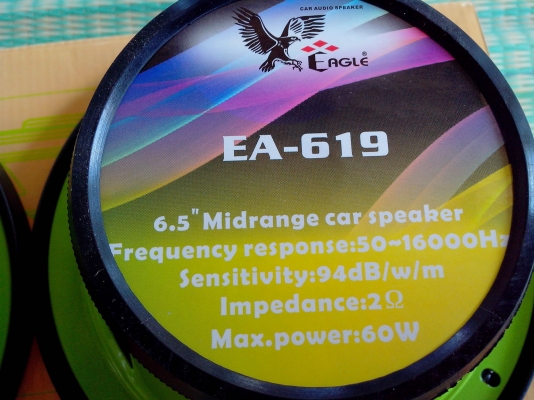 CAR AUDIO SPEAKER
EAGLE®
EA-619
6.5"Midrange car speaker
Frequency response:50~16000Hz
Sensitivity:94dB/w/m
Impedance:2Ω
Max.power:60W